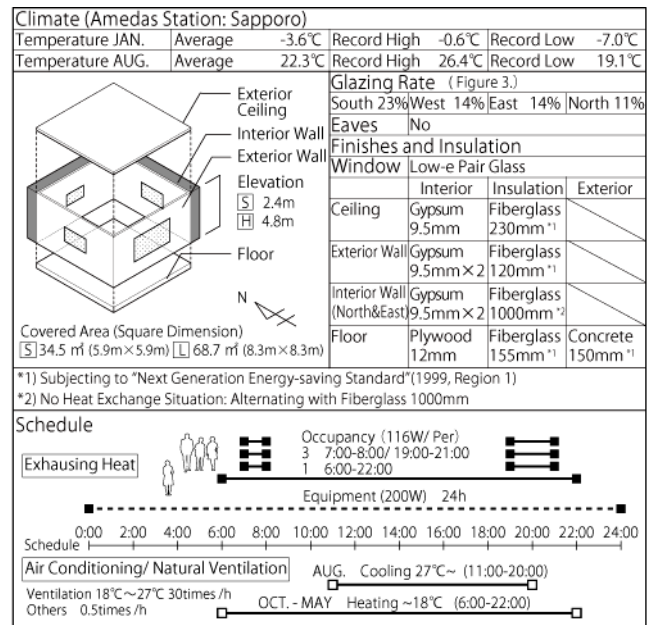 Climate (Amedas Station: Sapporo)
Temperature JAN. Average -3.6℃ Record High -0.6℃ Record Low -7.0℃
Temperature AUG. Average 22.3℃ Record High 26.4℃ Record Low 19.1℃
Exterior
Ceiling
Interior Wall
Exterior Wall
Elevation
S 2.4m
H 4.8m
Floor
N
Covered Area (Square Dimension)
S 34.5 ㎡ (5.9m×5.9m) L 68.7 ㎡ (8.3m×8.3m)
Glazing Rate (Figure 3.)
South 23% West 14% East 14% North 11%
Eaves No
Finishes and Insulation
Window Low-e Pair Glass
Interior Insulation Exterior
Ceiling Gypsum Fiberglass
9.5mm 230mm *1
Exterior Wall Gypsum Fiberglass
9.5mm×2 120mm *1
Interior Wall Gypsum Fiberglass
(North&East) 9.5mm×2 1000mm *2
Floor Plywood Fiberglass Concrete
12mm 155mm *1 150mm *1
*1) Subjecting to "Next Generation Energy-saving Standard"(1999, Region 1)
*2) No Heat Exchange Situation: Alternating with Fiberglass 1000mm
Schedule
Exhausing Heat
Occupancy (116W/ Per)
3 7:00-8:00/ 19:00-21:00
1 6:00-22:00
Equipment (200W) 24h
0:00 2:00 4:00 6:00 8:00 10:00 12:00 14:00 16:00 18:00 20:00 22:00 24:00
Schedule
Air Conditioning/ Natural Ventilation
AUG. Cooling 27℃~ (11:00-20:00)
Ventilation 18℃~27℃ 30times /h
Others 0.5times /h
OCT. - MAY Heating ~18℃ (6:00-22:00)